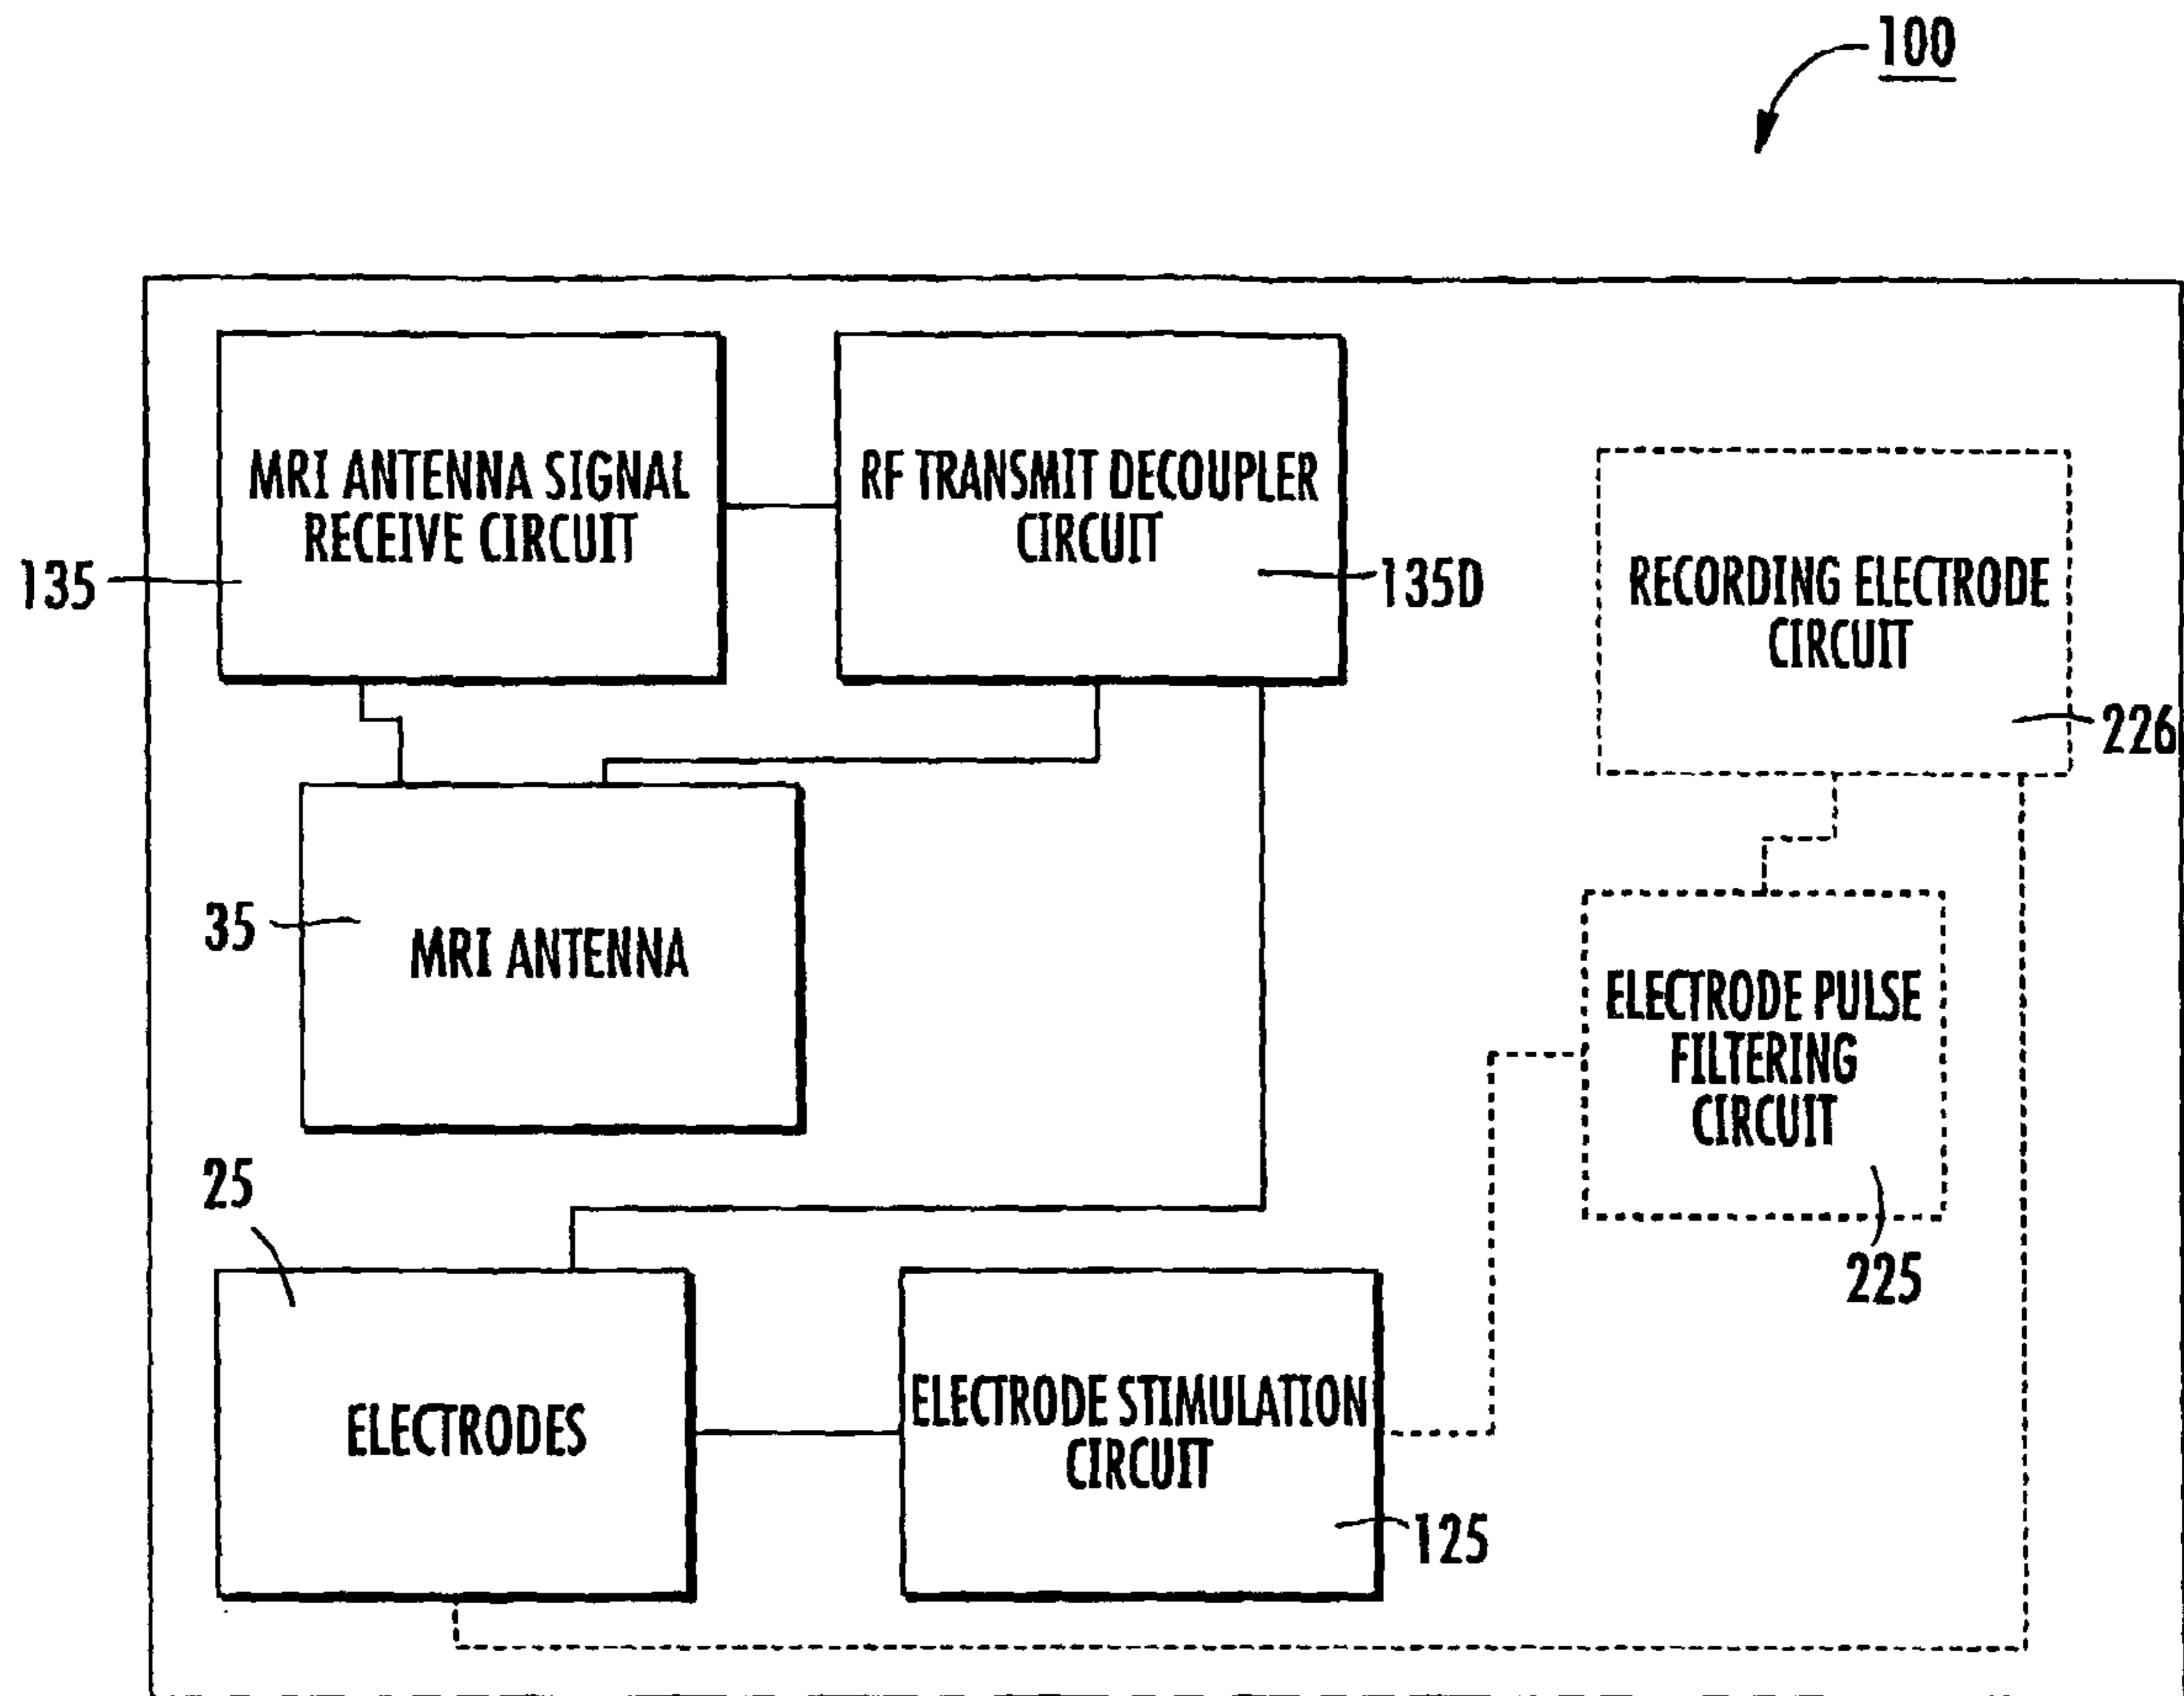 100
MRI ANTENNA SIGNAL
RECEIVE CIRCUIT
135
RF TRANSMIT DECOUPLER
CIRCUIT
135D
RECORDING ELECTRODE
CIRCUIT
226
MRI ANTENNA
35
ELECTRODE PULSE
FILTERING
CIRCUIT
225
25
ELECTRODES
ELECTRODE STIMULATION
CIRCUIT
125